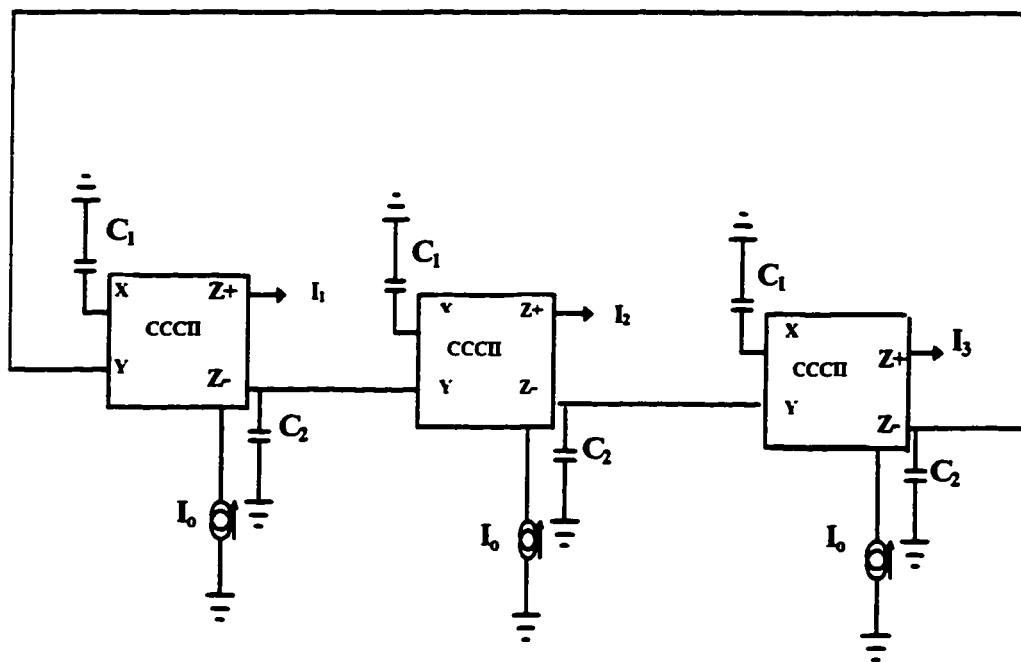 C1
X
Z+
I1
CCCII
Y
Z-
C2
Io
C1
Y
Z+
I2
CCCII
Y
Z-
C2
Io
C1
X
I3
CCCII
Z+
Y
Z-
C2
Io